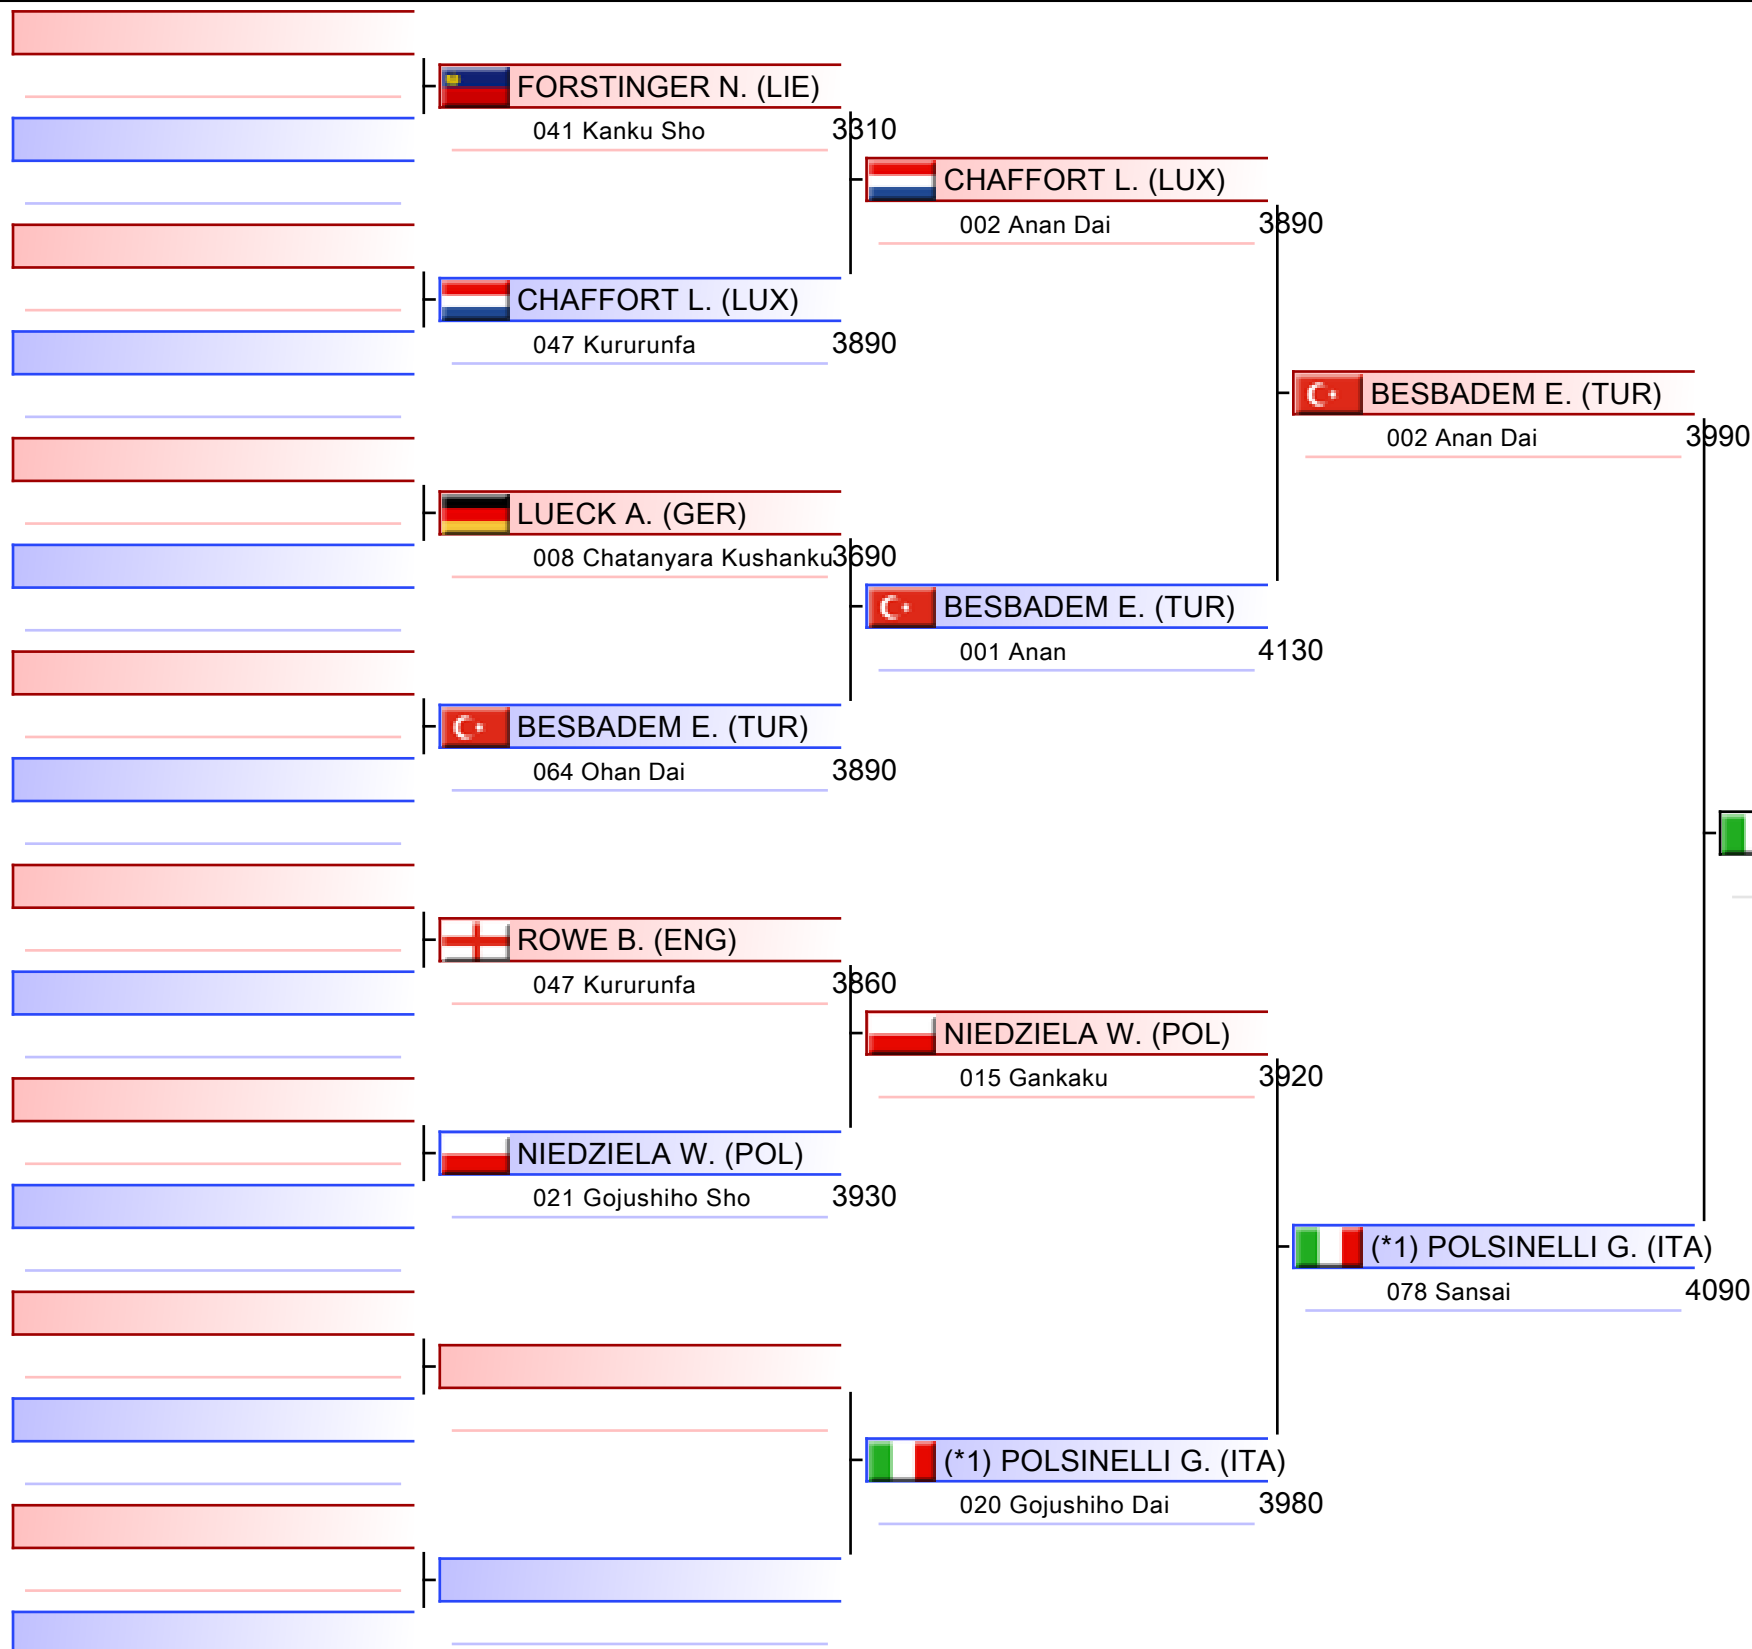 FORSTINGER N. (LIE)
041 Kanku Sho 3310
CHAFFORT L. (LUX)
002 Anan Dai 3890
CHAFFORT L. (LUX)
047 Kururunfa 3890
BESBADEM E. (TUR)
002 Anan Dai 3990
LUECK A. (GER)
008 Chatanyara Kushanku 3690
BESBADEM E. (TUR)
001 Anan 4130
BESBADEM E. (TUR)
064 Ohan Dai 3890
ROWE B. (ENG)
047 Kururunfa 3860
NIEDZIELA W. (POL)
015 Gankaku 3920
NIEDZIELA W. (POL)
021 Gojushiho Sho 3930
(*1) POLSINELLI G. (ITA)
078 Sansai 4090
(*1) POLSINELLI G. (ITA)
020 Gojushiho Dai 3980